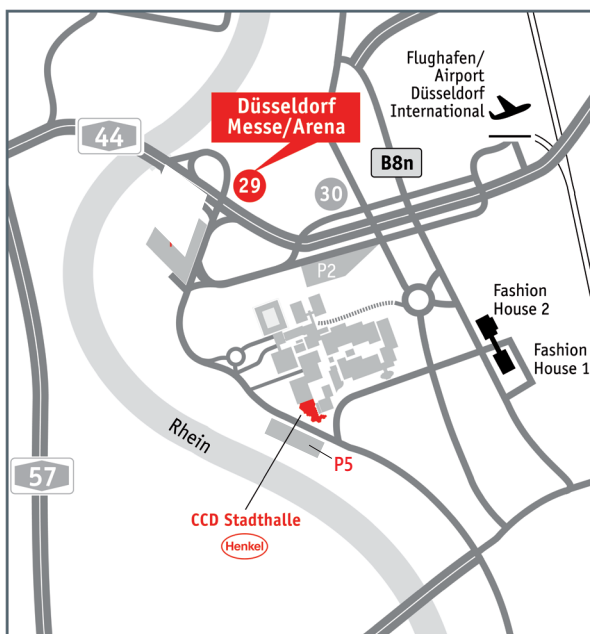 Flughafen/
Airport
Düsseldorf
International
Düsseldorf
Messe/Arena
44
B8n
29
30
P2
Fashion
House 2
Fashion
House 1
Rhein
P5
57
CCD Stadthalle
Henkel